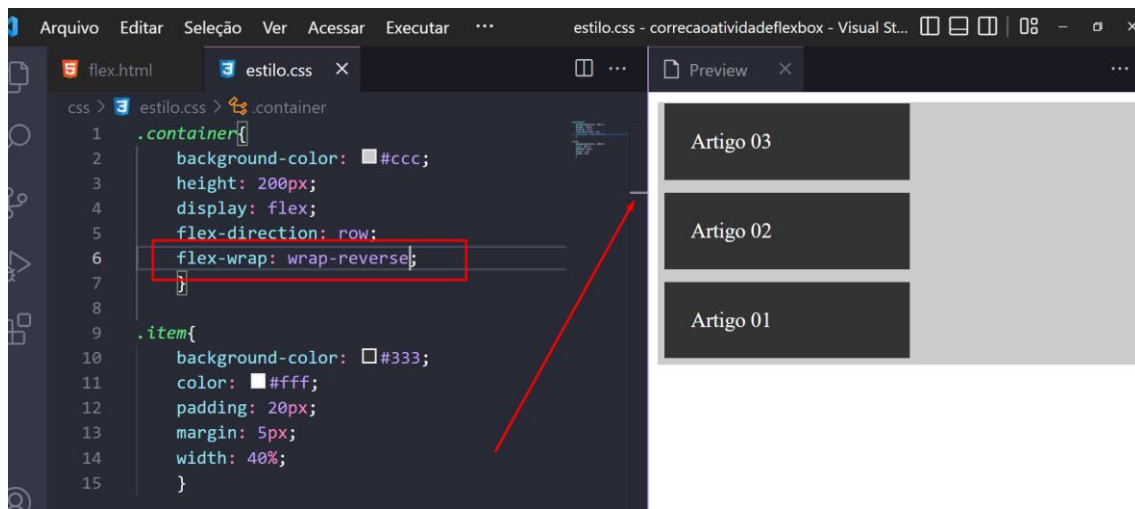 Arquivo Editar Seleção Ver Acessar Executar ··· estilo.css - correcaoatividadeflexbox - Visual St...
flex.html estilo.css Preview
css > estilo.css > .container
1 .container{
2 background-color: #ccc;
3 height: 200px;
4 display: flex;
5 flex-direction: row;
6 flex-wrap: wrap-reverse;
7 }
8
9 .item{
10 background-color: #333;
11 color: #fff;
12 padding: 20px;
13 margin: 5px;
14 width: 40%;
15 }
Artigo 03
Artigo 02
Artigo 01